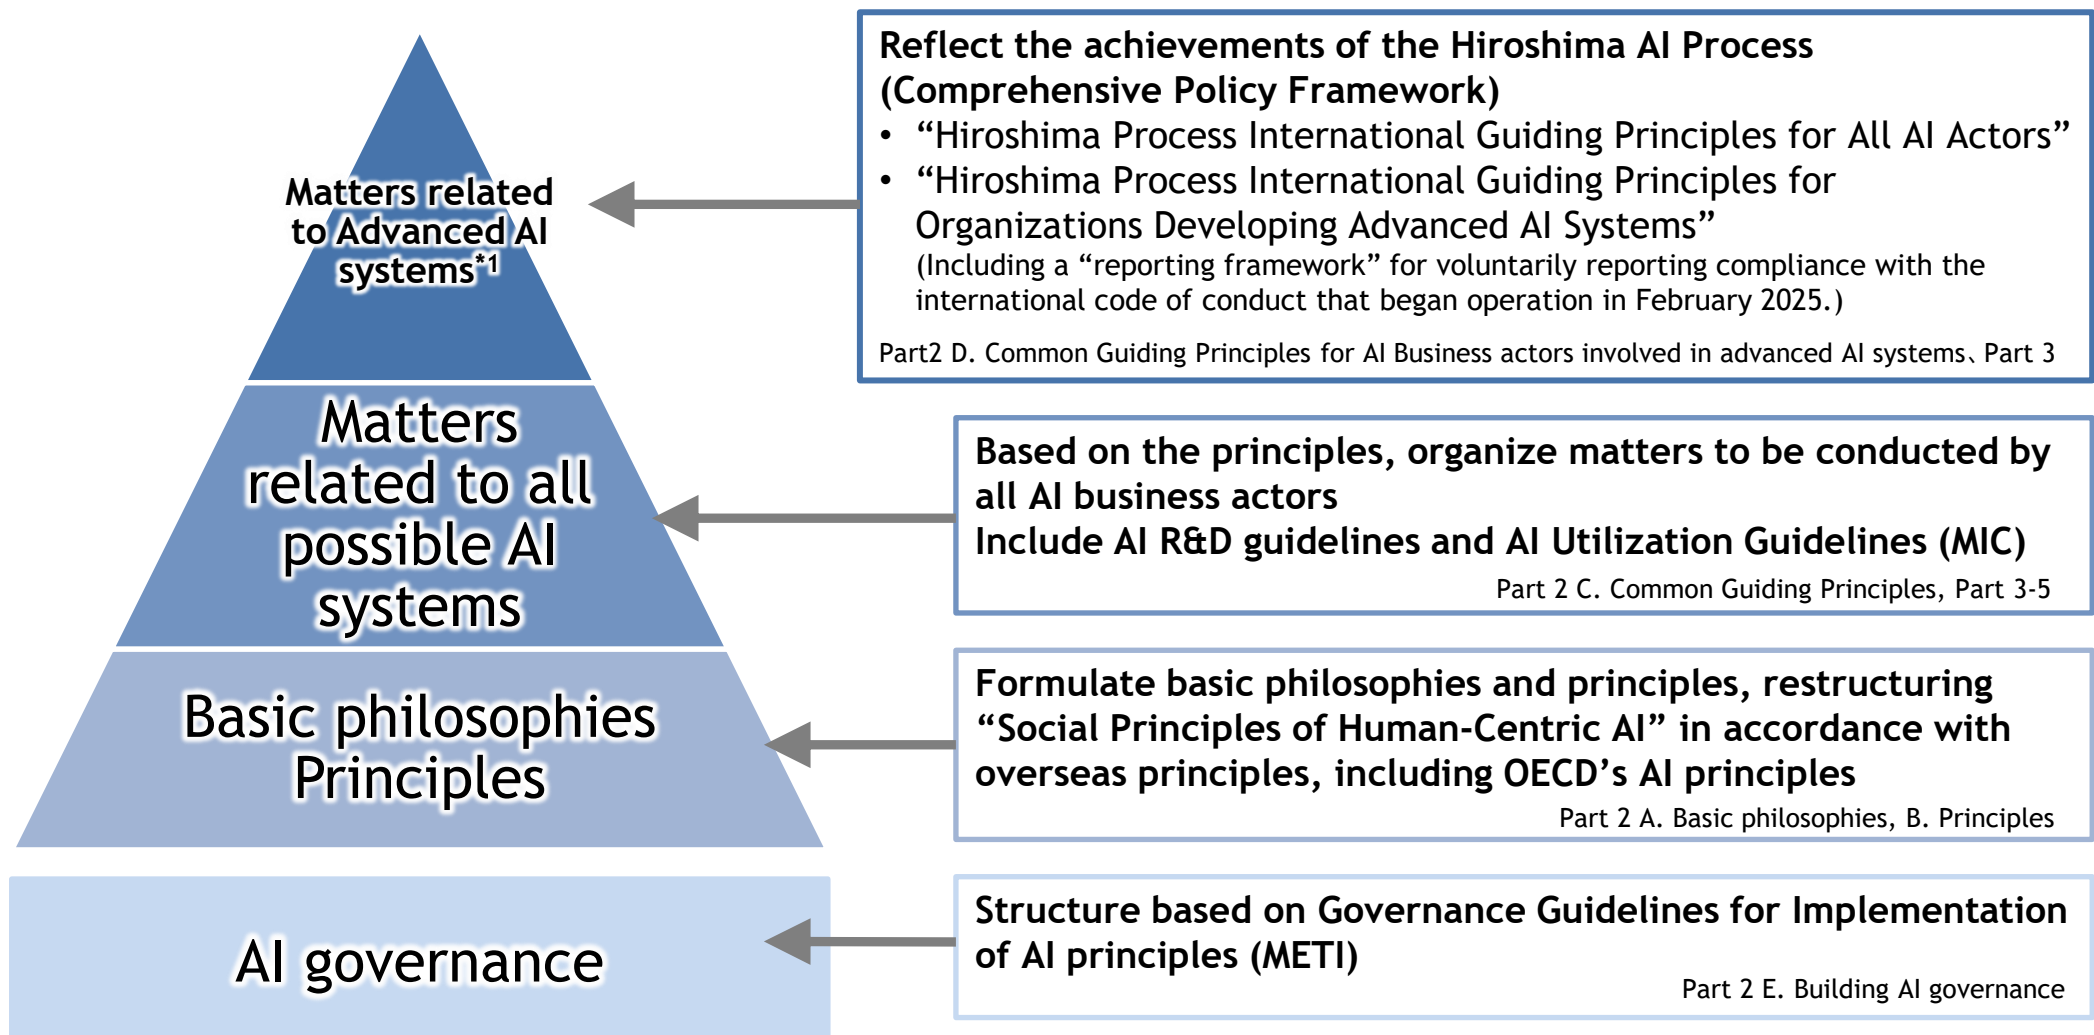 Matters related
to Advanced AI
systems*1
Reflect the achievements of the Hiroshima AI Process
(Comprehensive Policy Framework)
• “Hiroshima Process International Guiding Principles for All AI Actors”
• “Hiroshima Process International Guiding Principles for
Organizations Developing Advanced AI Systems”
(Including a “reporting framework” for voluntarily reporting compliance with the
international code of conduct that began operation in February 2025.)
Part2 D. Common Guiding Principles for AI Business actors involved in advanced AI systems、Part 3
Matters
related to all
possible AI
systems
Based on the principles, organize matters to be conducted by
all AI business actors
Include AI R&D guidelines and AI Utilization Guidelines (MIC)
Part 2 C. Common Guiding Principles, Part 3-5
Basic philosophies
Principles
Formulate basic philosophies and principles, restructuring
“Social Principles of Human-Centric AI” in accordance with
overseas principles, including OECD’s AI principles
Part 2 A. Basic philosophies, B. Principles
AI governance
Structure based on Governance Guidelines for Implementation
of AI principles (METI)
Part 2 E. Building AI governance